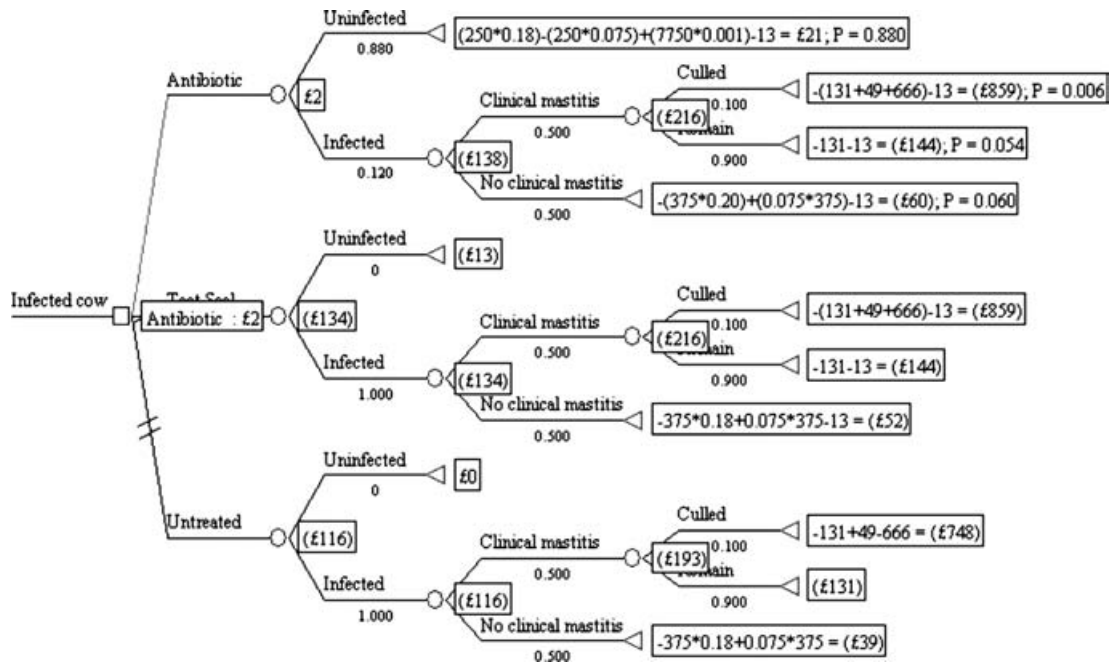 Uninfected
0.880
(250*0.18)-(250*0.075)+(7750*0.001)-13 = £21; P = 0.880
Antibiotic
£2
Culled
0.100
-(131+49+666)-13 = (£859); P = 0.006
Clinical mastitis
0.500
(£216)
Infected
0.120
(£138)
0.900
-131-13 = (£144); P = 0.054
No clinical mastitis
0.500
-(375*0.20)+(0.075*375)-13 = (£60); P = 0.060
Uninfected
0
(£13)
Infected cow
Antibiotic : £2
(£134)
Culled
0.100
-(131+49+666)-13 = (£859)
Clinical mastitis
0.500
(£216)
Infected
1.000
(£134)
0.900
-131-13 = (£144)
No clinical mastitis
0.500
-375*0.18+0.075*375-13 = (£52)
Uninfected
0
£0
Untreated
(£116)
Culled
0.100
-131+49-666 = (£748)
Clinical mastitis
0.500
(£193)
Infected
1.000
(£116)
0.900
(£131)
No clinical mastitis
0.500
-375*0.18+0.075*375 = (£39)